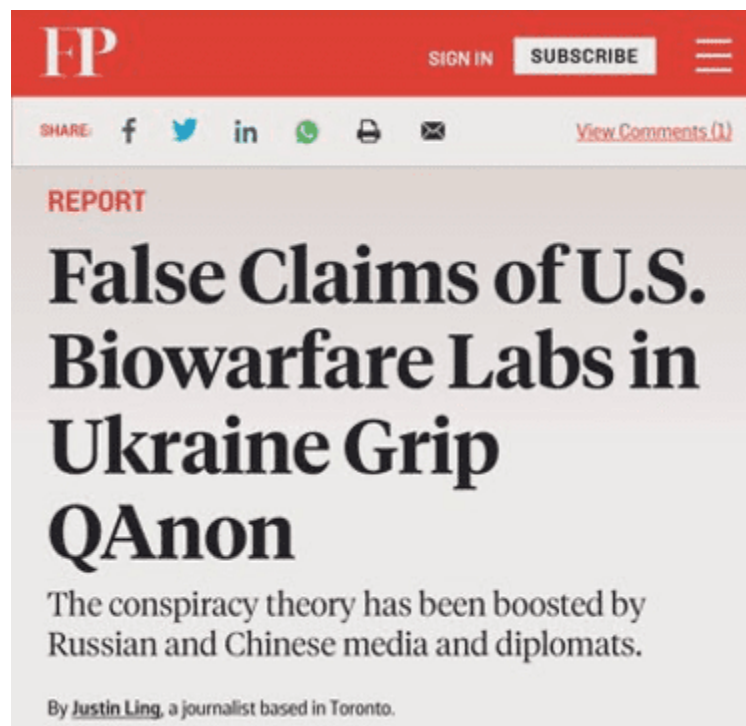 FP
SIGN IN
SUBSCRIBE
SHARE:
View Comments (1)
REPORT
False Claims of U.S.
Biowarfare Labs in
Ukraine Grip
QAnon
The conspiracy theory has been boosted by
Russian and Chinese media and diplomats.
By Justin Ling, a journalist based in Toronto.